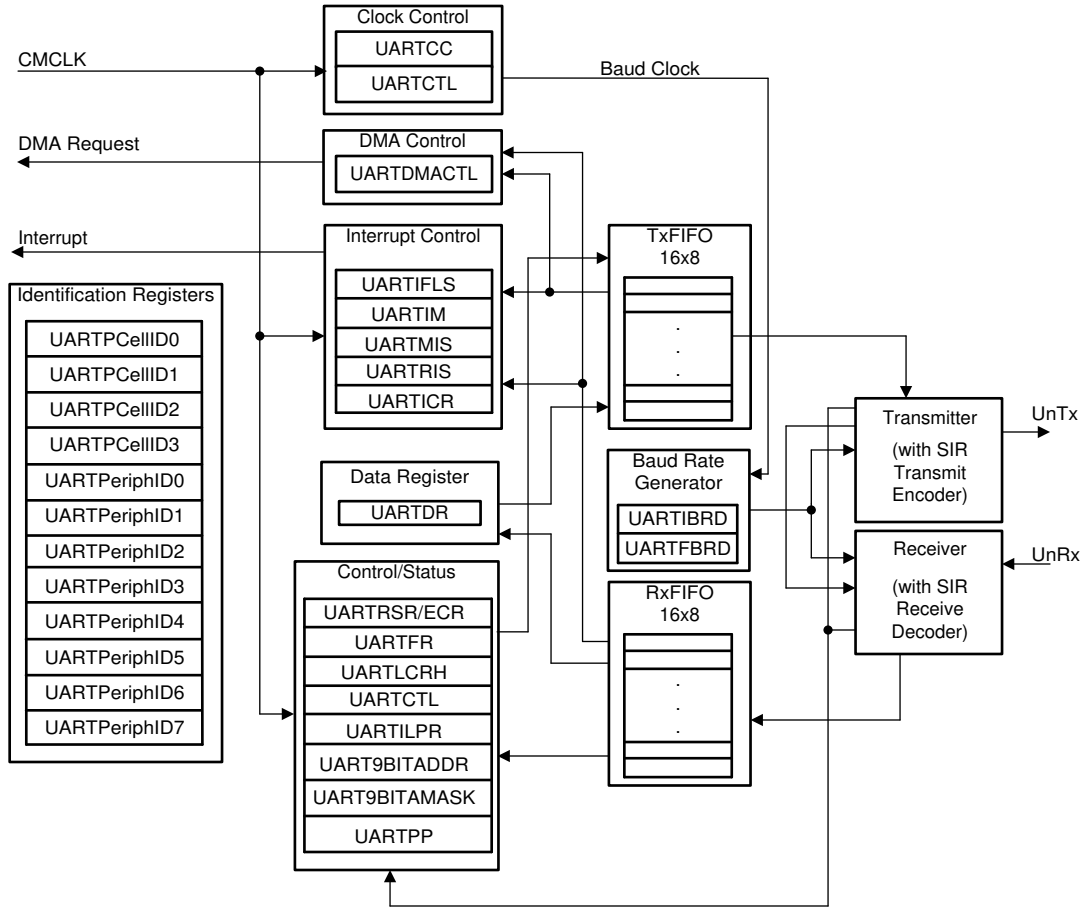 Clock Control
UARTCC
UARTCTL
CMCLK
Baud Clock
DMA Request
DMA Control
UARTDMACTL
Interrupt
Interrupt Control
UARTIFLS
UARTIM
UARTMIS
UARTRIS
UARTICR
TxFIFO
16x8
.
.
.
Identification Registers
UARTPCellID0
UARTPCellID1
UARTPCellID2
UARTPCellID3
UARTPeriphID0
UARTPeriphID1
UARTPeriphID2
UARTPeriphID3
UARTPeriphID4
UARTPeriphID5
UARTPeriphID6
UARTPeriphID7
Data Register
UARTDR
Baud Rate
Generator
UARTIBRD
UARTFBRD
Transmitter
(with SIR
Transmit
Encoder)
UnTx
Receiver
(with SIR
Receive
Decoder)
UnRx
Control/Status
UARTRSR/ECR
UARTFR
UARTLCRH
UARTCTL
UARTILPR
UART9BITADDR
UART9BITAMASK
UARTPP
RxFIFO
16x8
.
.
.